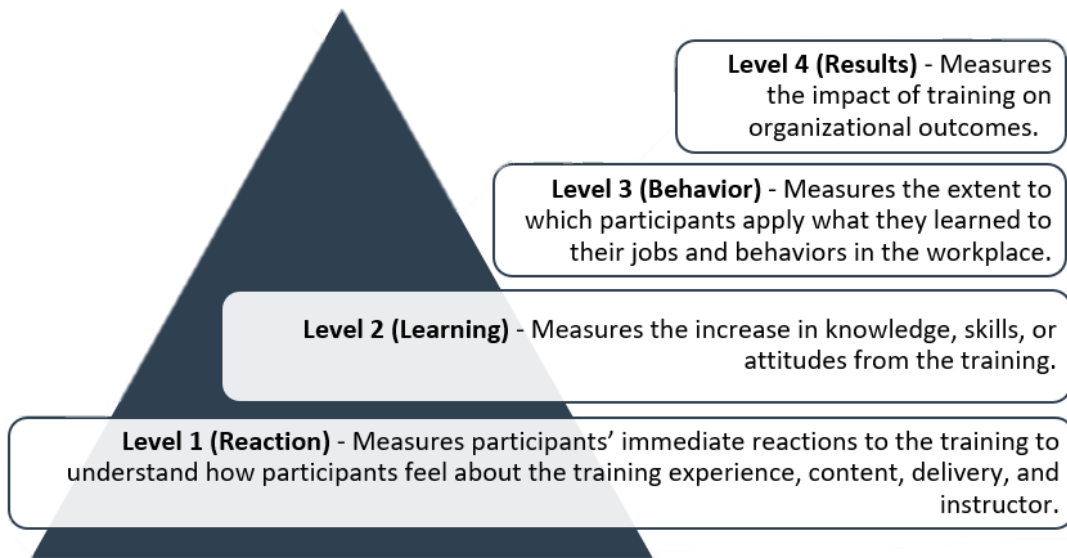 Level 4 (Results) - Measures
the impact of training on
organizational outcomes.
Level 3 (Behavior) - Measures the extent to
which participants apply what they learned to
their jobs and behaviors in the workplace.
Level 2 (Learning) - Measures the increase in knowledge, skills, or
attitudes from the training.
Level 1 (Reaction) - Measures participants’ immediate reactions to the training to
understand how participants feel about the training experience, content, delivery, and
instructor.